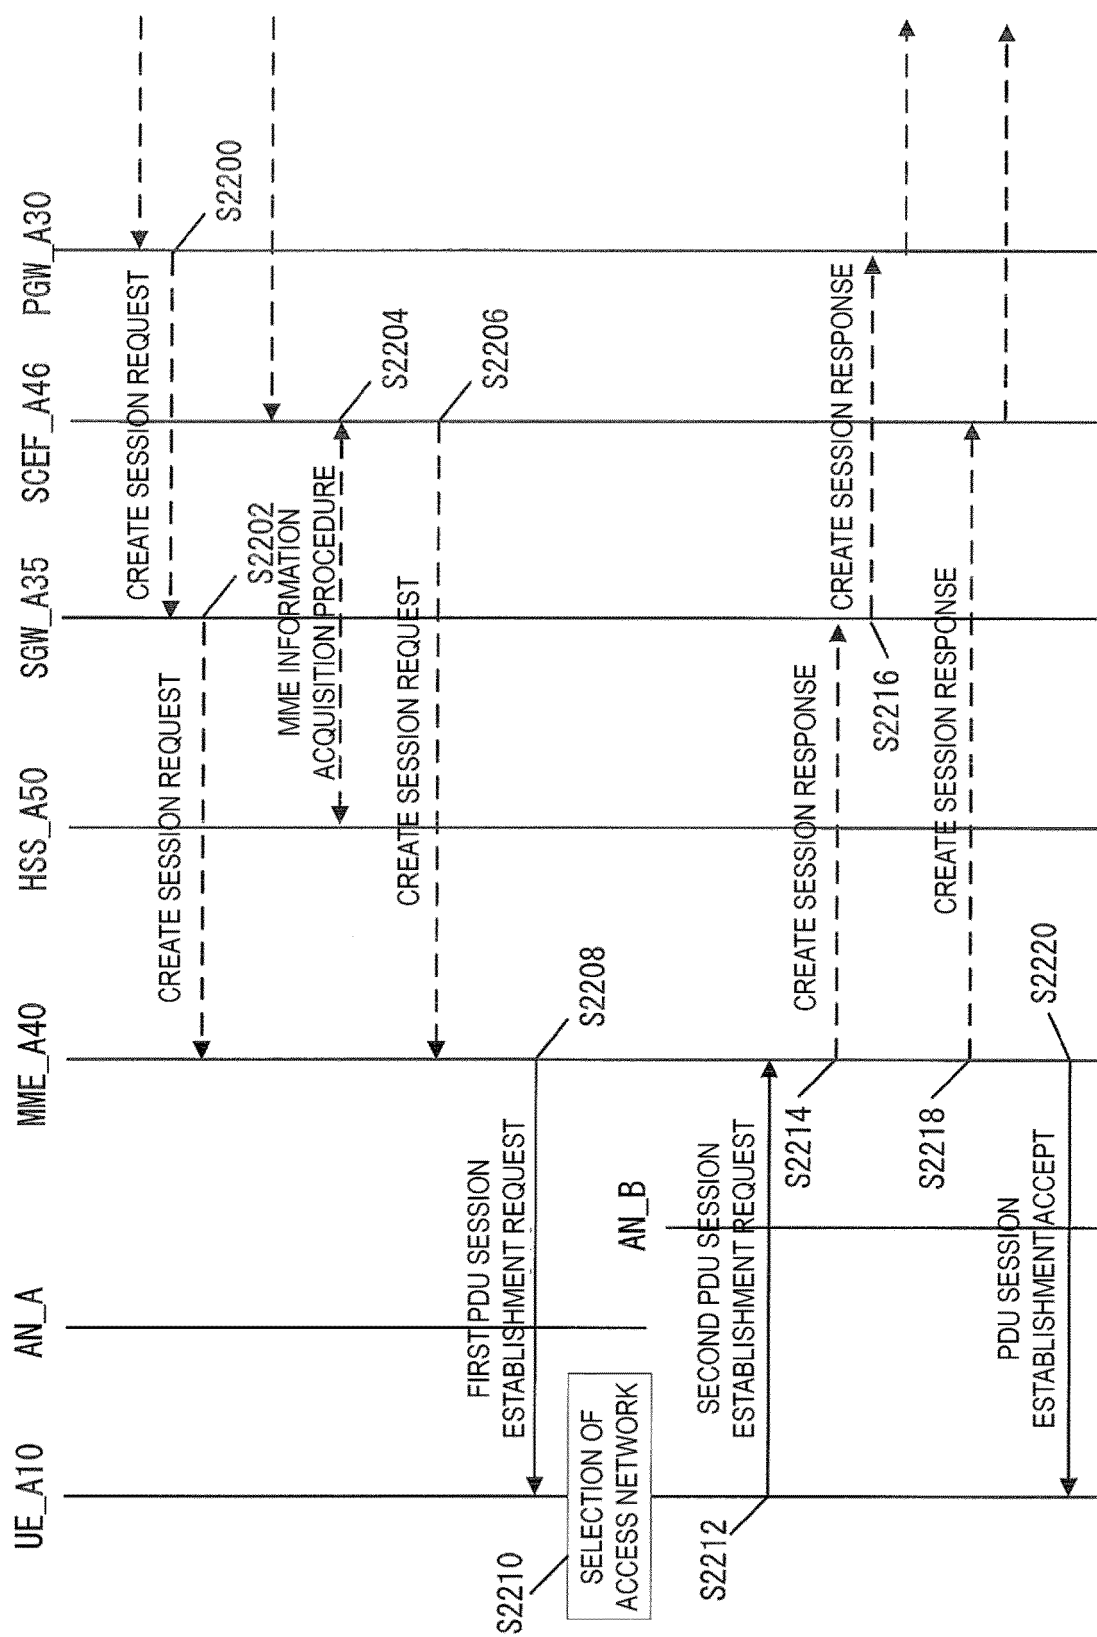 UE_A10
AN_A
MME_A40
HSS_A50
SGW_A35
SCEF_A46
PGW_A30
CREATE SESSION REQUEST
S2200
CREATE SESSION REQUEST
S2202
MME INFORMATION
ACQUISITION PROCEDURE
S2204
CREATE SESSION REQUEST
S2206
FIRST PDU SESSION
ESTABLISHMENT REQUEST
S2208
S2210
SELECTION OF
ACCESS NETWORK
AN_B
SECOND PDU SESSION
ESTABLISHMENT REQUEST
S2212
CREATE SESSION RESPONSE
S2214
CREATE SESSION RESPONSE
S2216
CREATE SESSION RESPONSE
S2218
PDU SESSION
ESTABLISHMENT ACCEPT
S2220